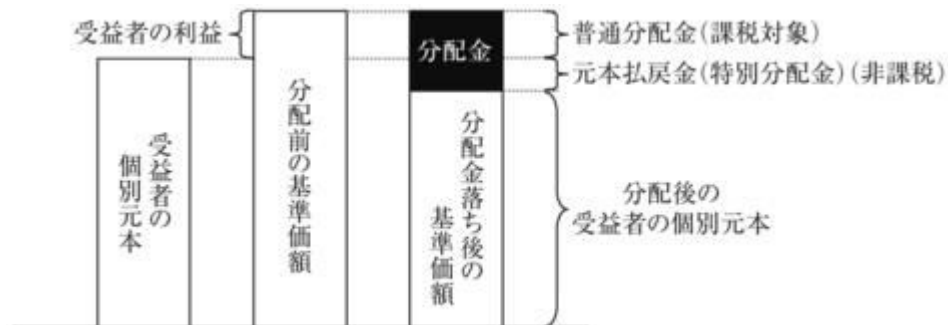 受益者の利益
分配金
普通分配金(課税対象)
元本払戻金(特別分配金)(非課税)
受益者の
個別元本
分配前の基準価額
分配金落ち後の
基準価額
分配後の
受益者の個別元本